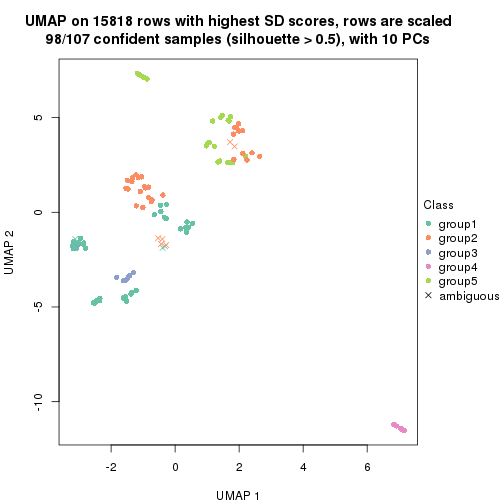 UMAP on 15818 rows with highest SD scores, rows are scaled
98/107 confident samples (silhouette > 0.5), with 10 PCs
5
0
-5
-10
UMAP 2
-2
0
2
4
6
UMAP 1
Class
group1
group2
group3
group4
group5
ambiguous